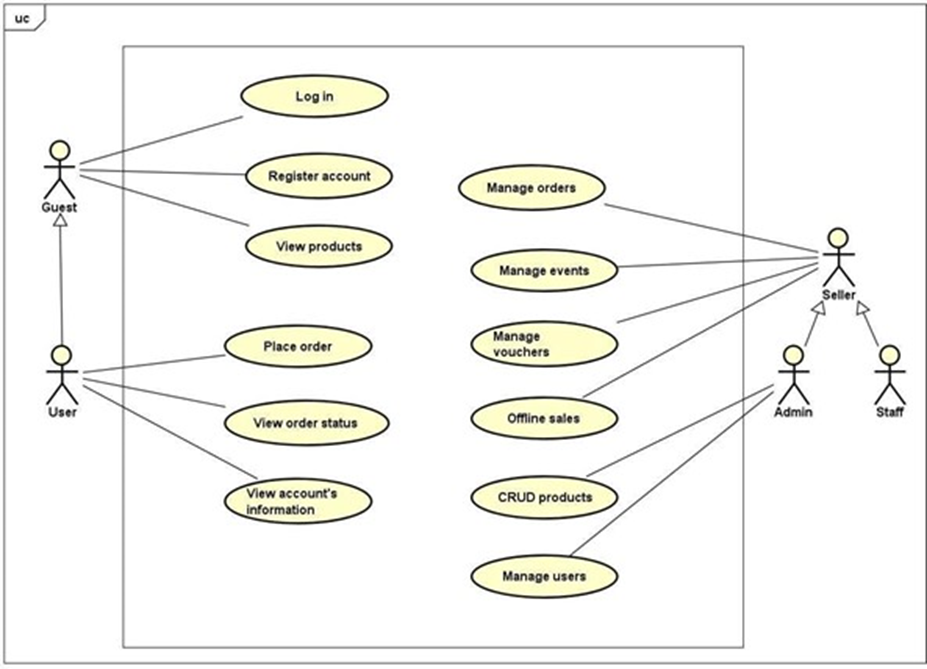 uc
Log in
Register account
View products
Guest
Place order
View order status
View account's
information
User
Manage orders
Manage events
Manage
vouchers
Offline sales
CRUD products
Manage users
Seller
Admin
Staff